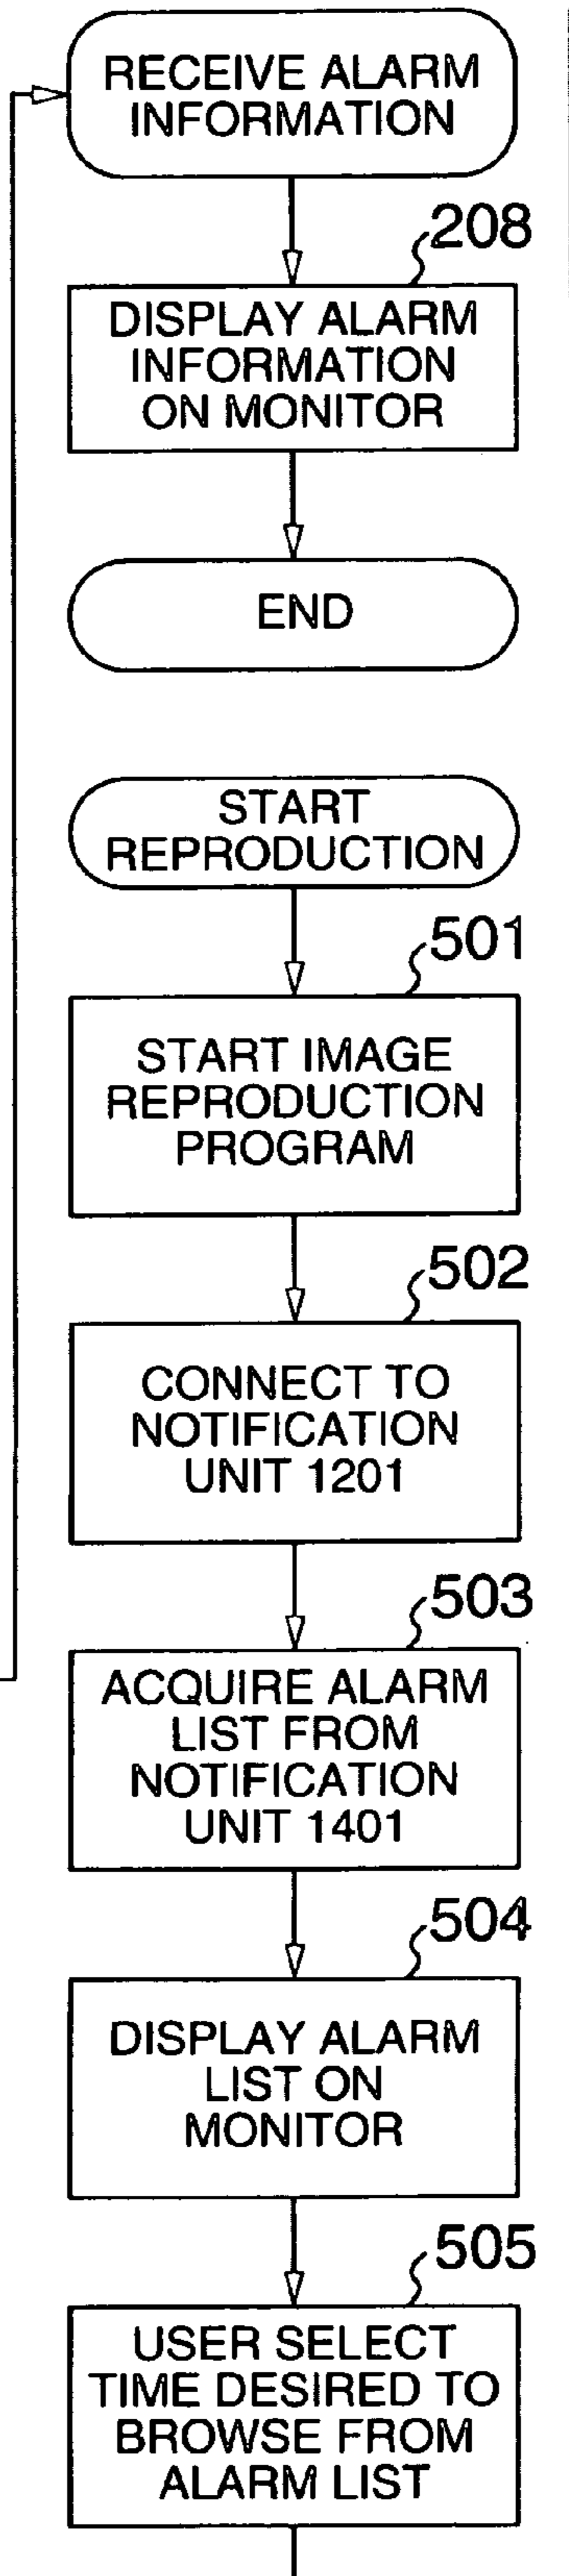 RECEIVE ALARM
INFORMATION
208
DISPLAY ALARM
INFORMATION
ON MONITOR
END
START
REPRODUCTION
501
START IMAGE
REPRODUCTION
PROGRAM
502
CONNECT TO
NOTIFICATION
UNIT 1201
503
ACQUIRE ALARM
LIST FROM
NOTIFICATION
UNIT 1401
504
DISPLAY ALARM
LIST ON
MONITOR
505
USER SELECT
TIME DESIRED TO
BROWSE FROM
ALARM LIST